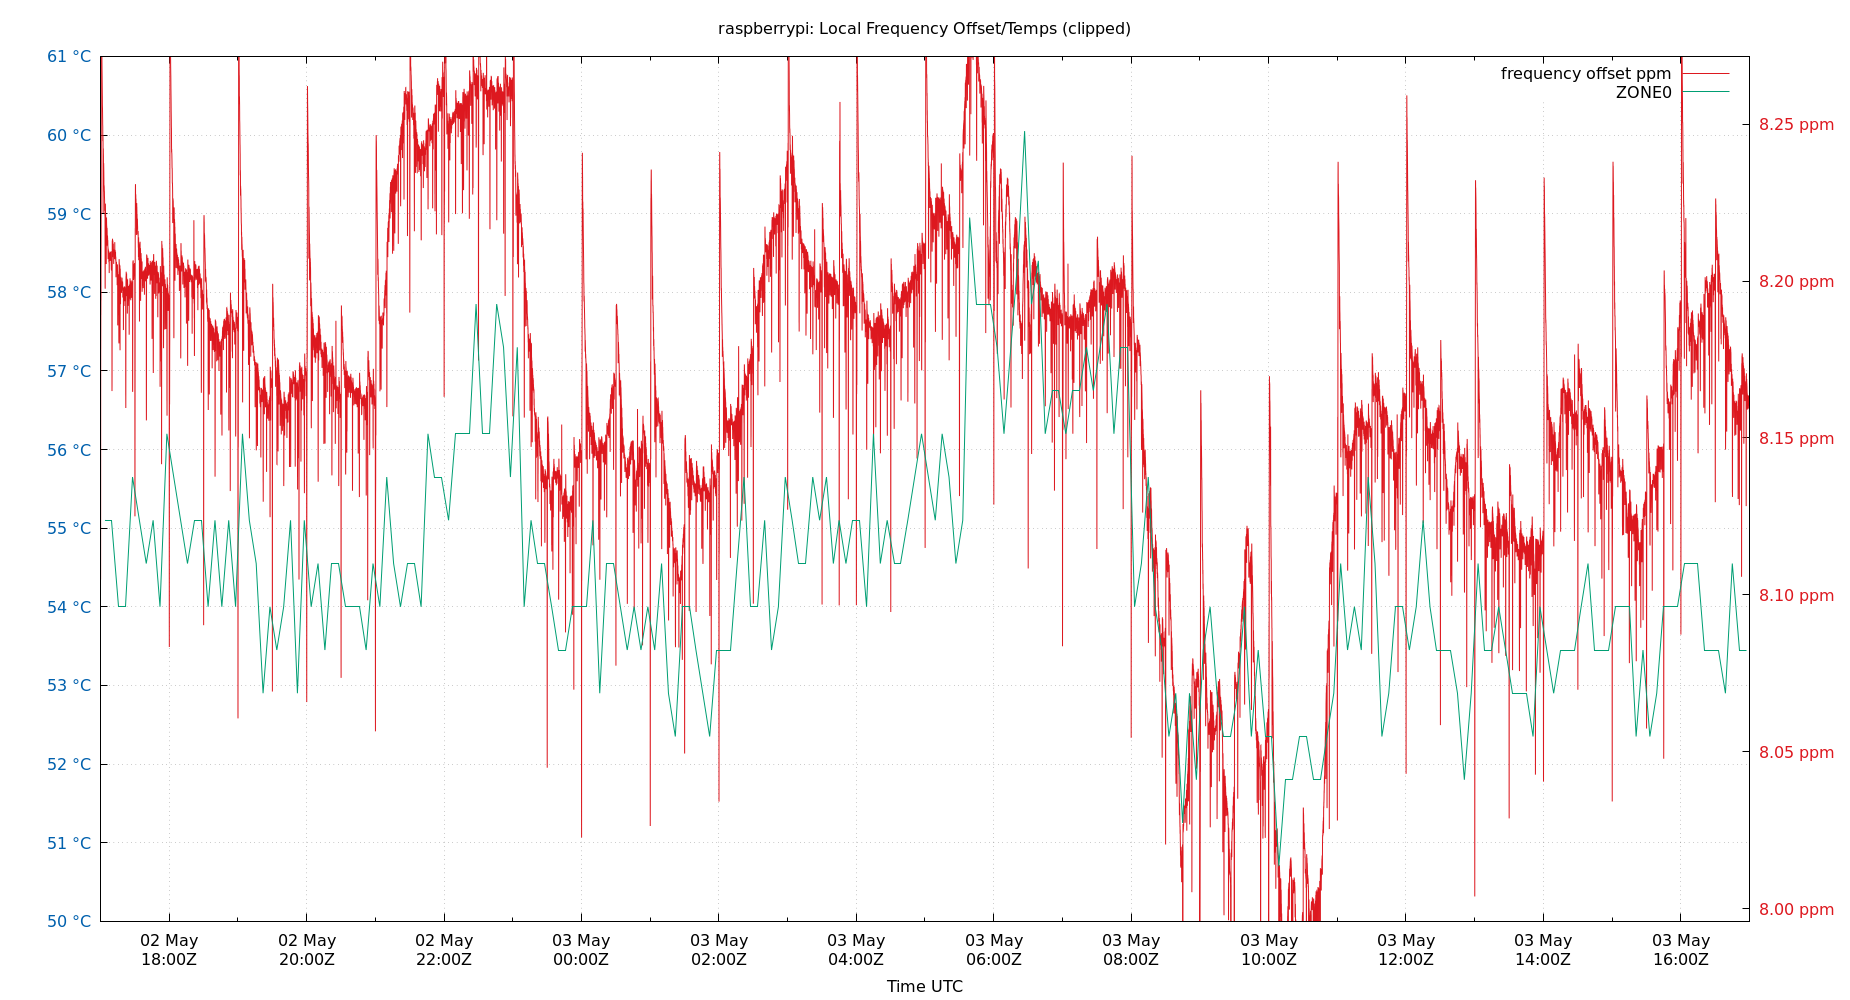 raspberrypi: Local Frequency Offset/Temps (clipped)
frequency offset ppm
ZONE0
61 °C
60 °C
59 °C
58 °C
57 °C
56 °C
55 °C
54 °C
53 °C
52 °C
51 °C
50 °C
8.25 ppm
8.20 ppm
8.15 ppm
8.10 ppm
8.05 ppm
8.00 ppm
02 May 02 May 02 May 03 May 03 May 03 May 03 May 03 May 03 May 03 May 03 May 03 May
18:00Z 20:00Z 22:00Z 00:00Z 02:00Z 04:00Z 06:00Z 08:00Z 10:00Z 12:00Z 14:00Z 16:00Z
Time UTC